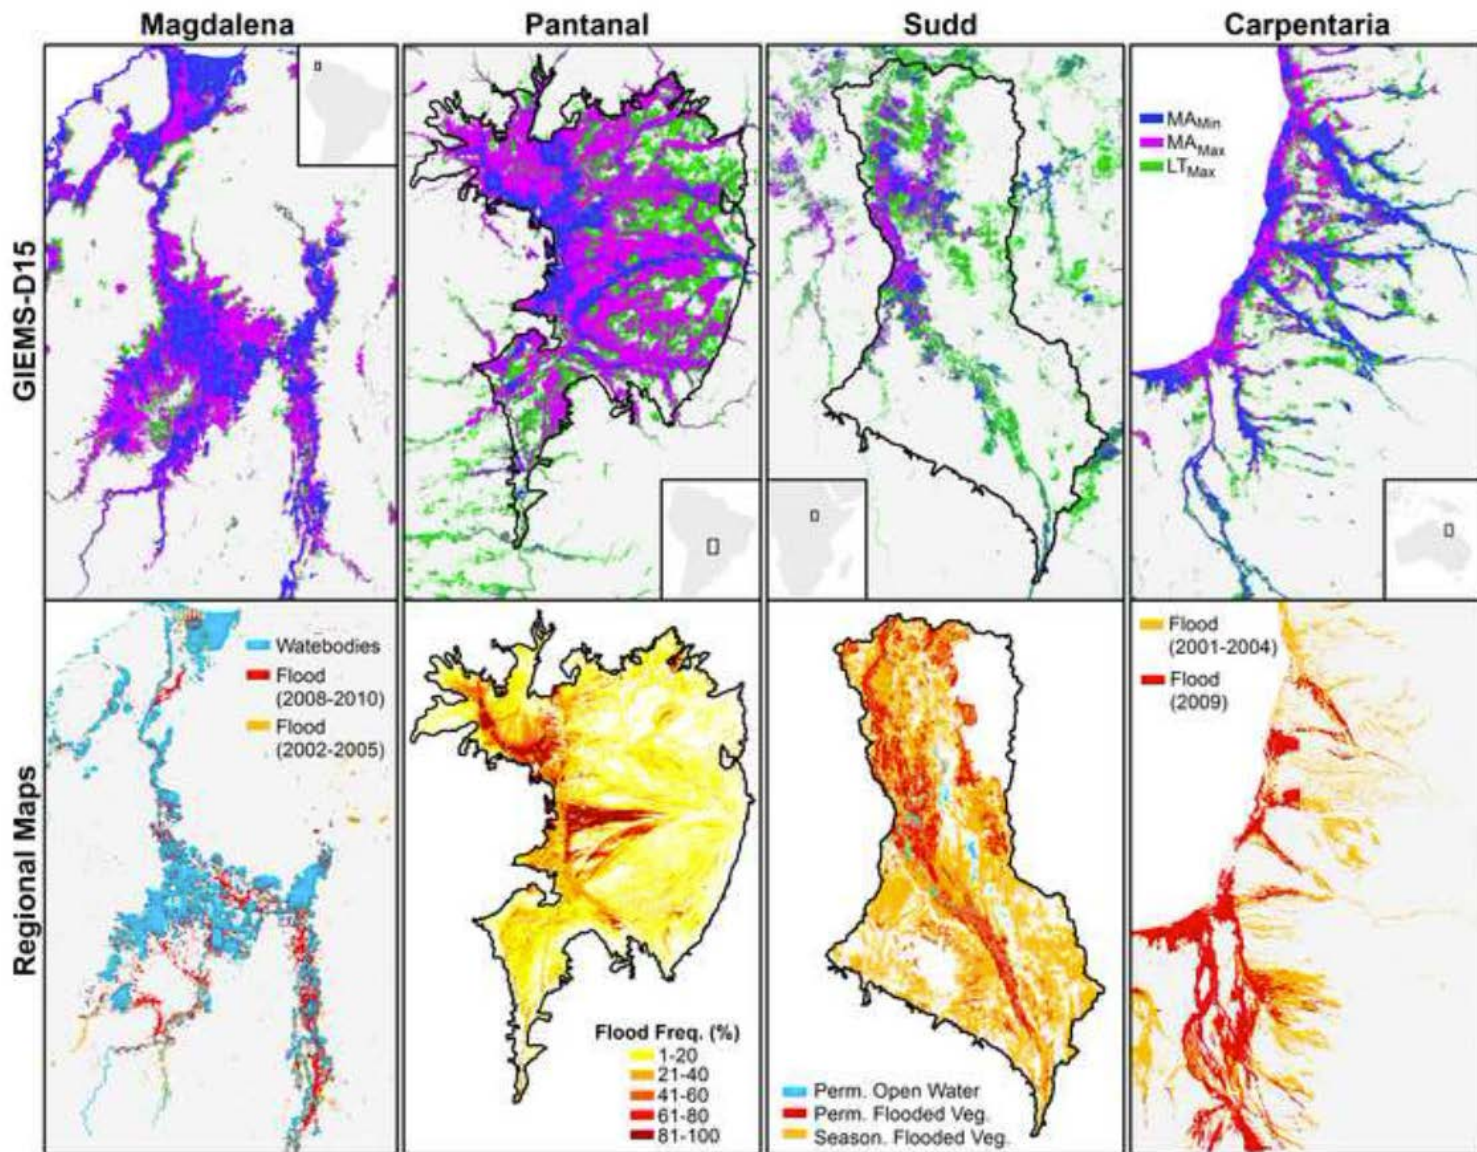 Magdalena
Pantanal
Sudd
Carpentaria
GIEMS-D15
MAMin
MAMax
LTMax
Regional Maps
Watebodies
Flood
(2008-2010)
Flood
(2002-2005)
Flood Freq. (%)
1-20
21-40
41-60
61-80
81-100
Perm. Open Water
Perm. Flooded Veg.
Season. Flooded Veg.
Flood
(2001-2004)
Flood
(2009)